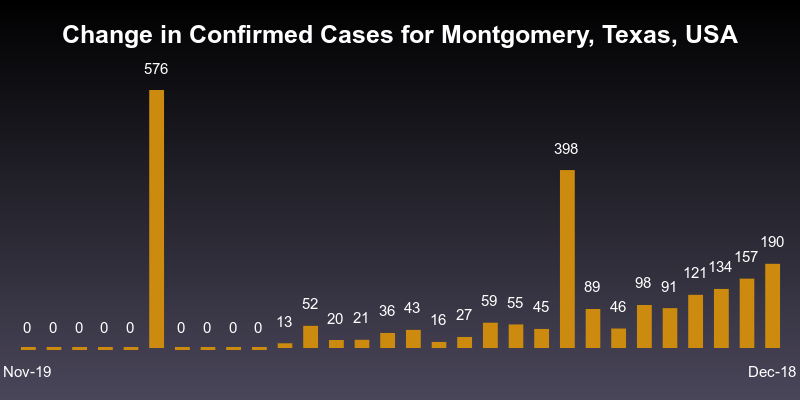 Change in Confirmed Cases for Montgomery, Texas, USA
0 0 0 0 0 576 0 0 0 0 13 52 20 21 36 43 16 27 59 55 45 398 89 46 98 91 121 134 157 190
Nov-19 Dec-18